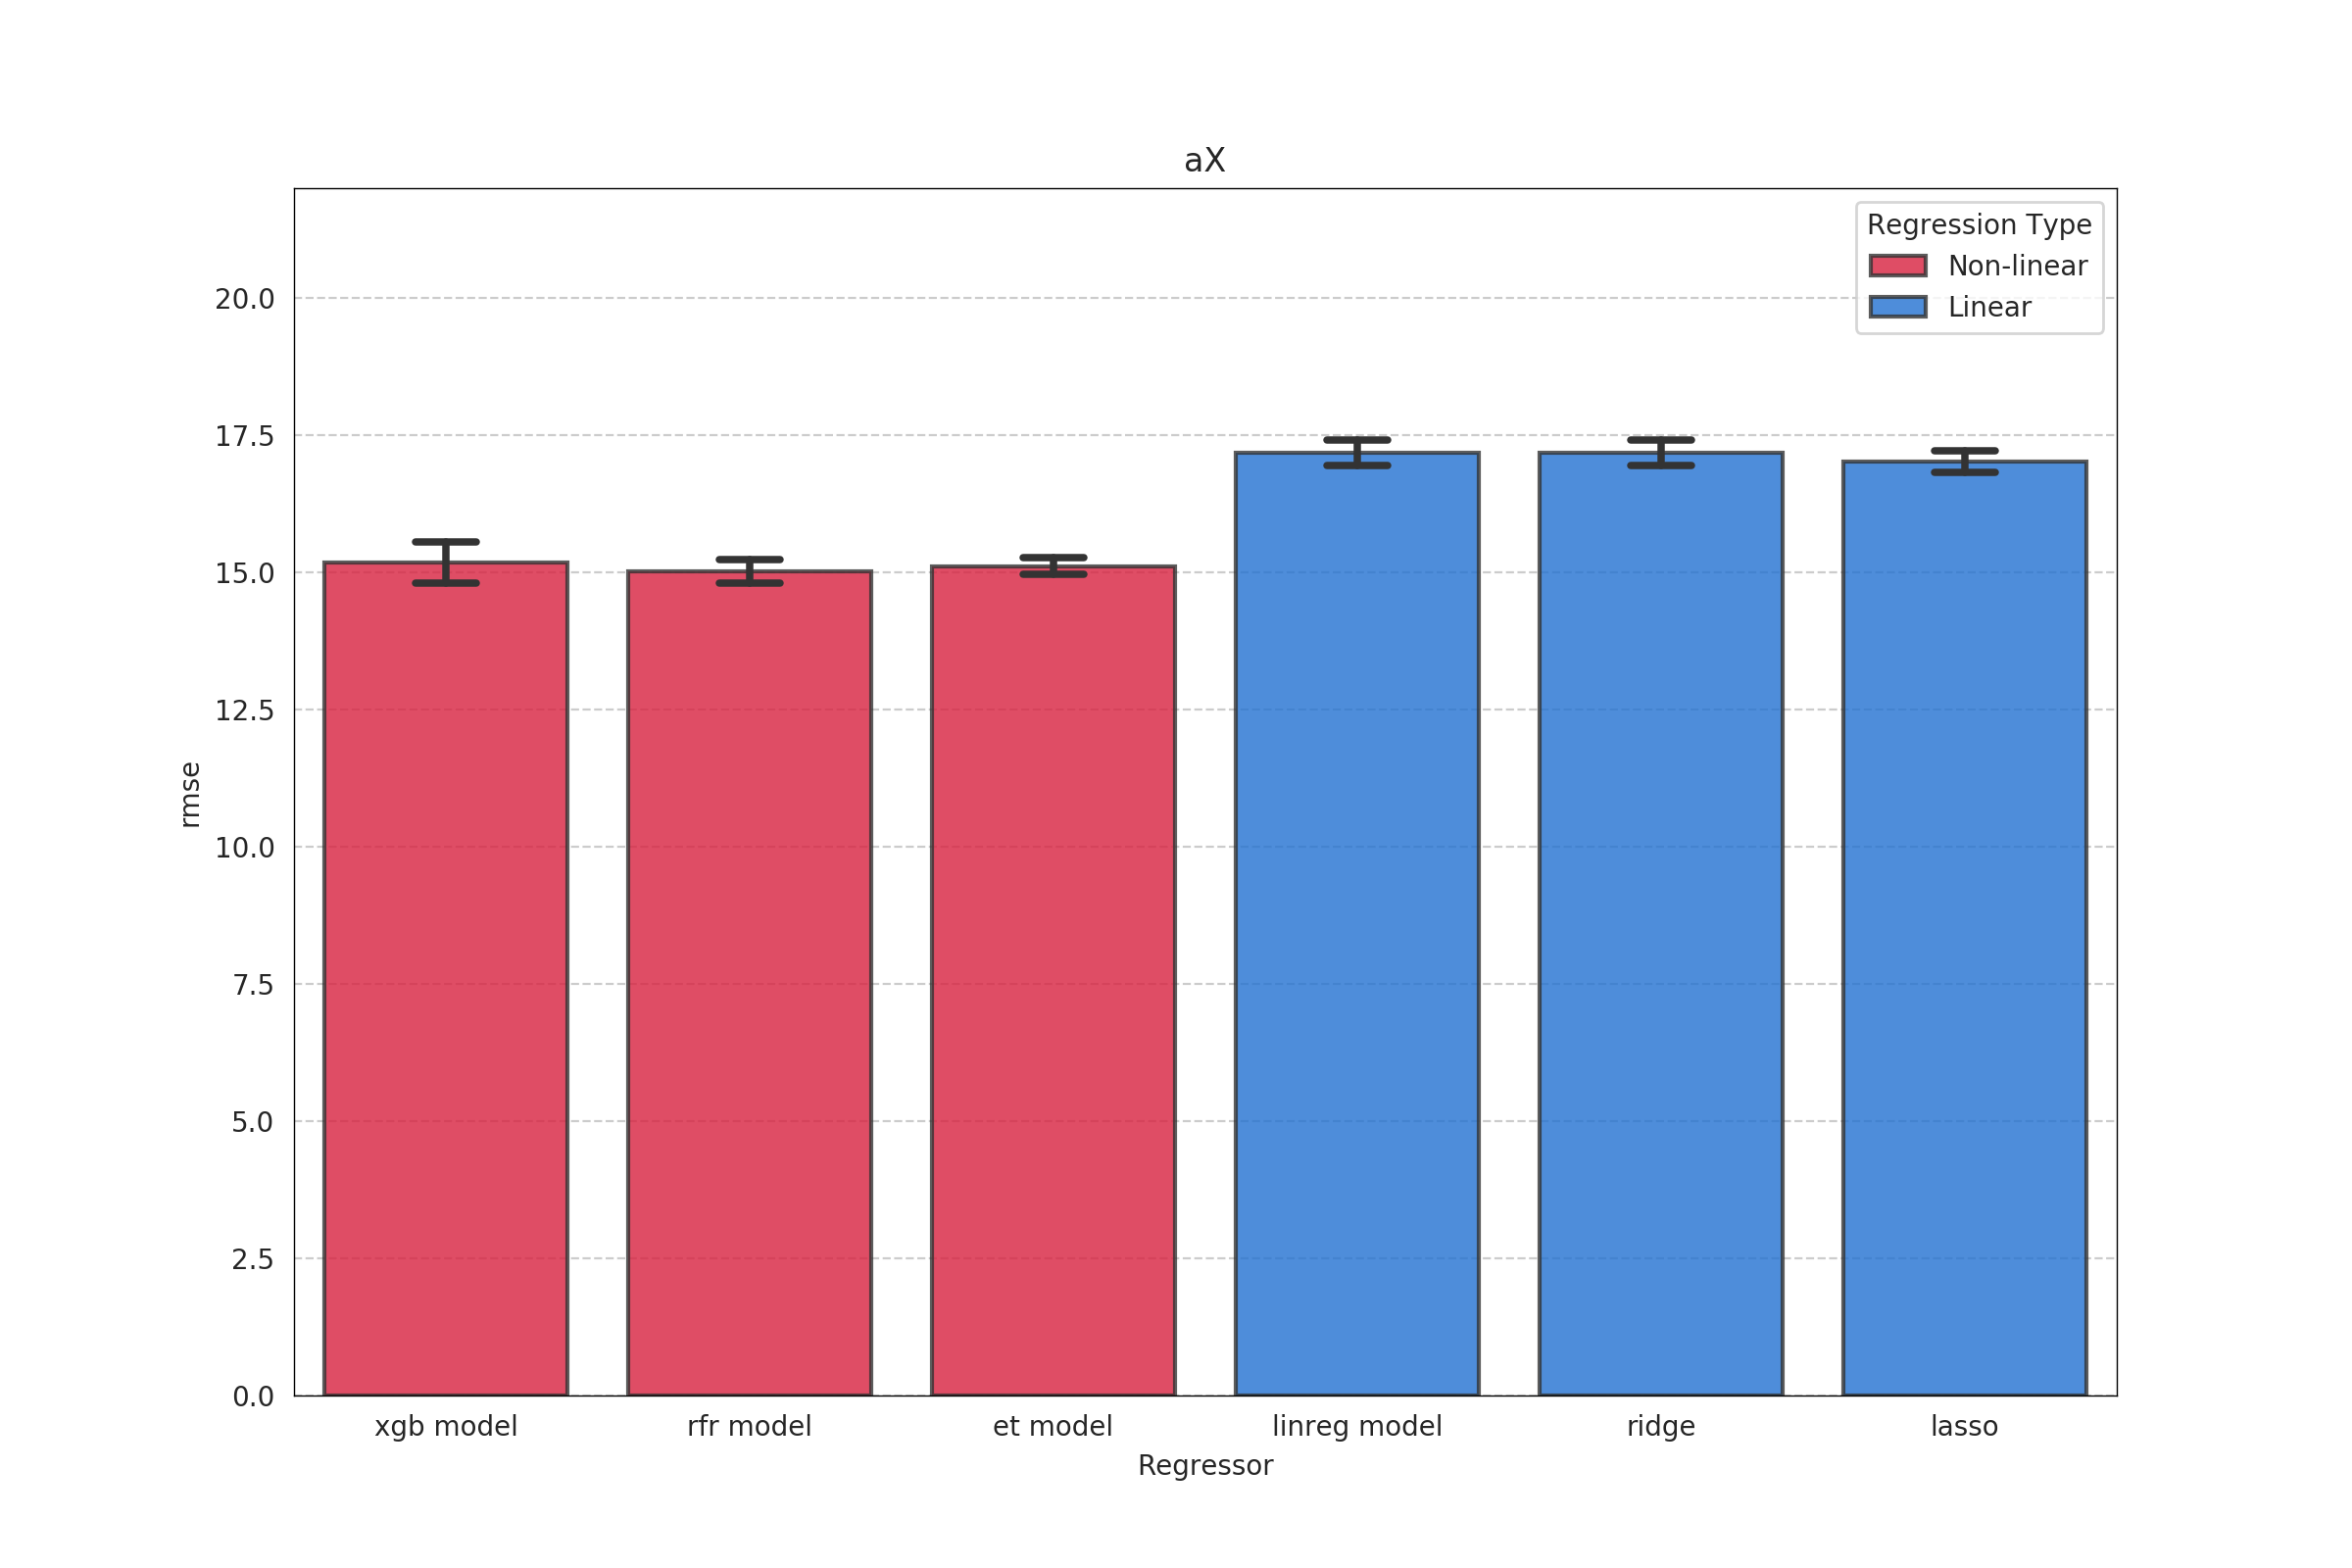 aX
Regression Type
Non-linear
Linear
20.0
17.5
15.0
12.5
10.0
7.5
5.0
2.5
0.0
rmse
xgb model
rfr model
et model
linreg model
ridge
lasso
Regressor